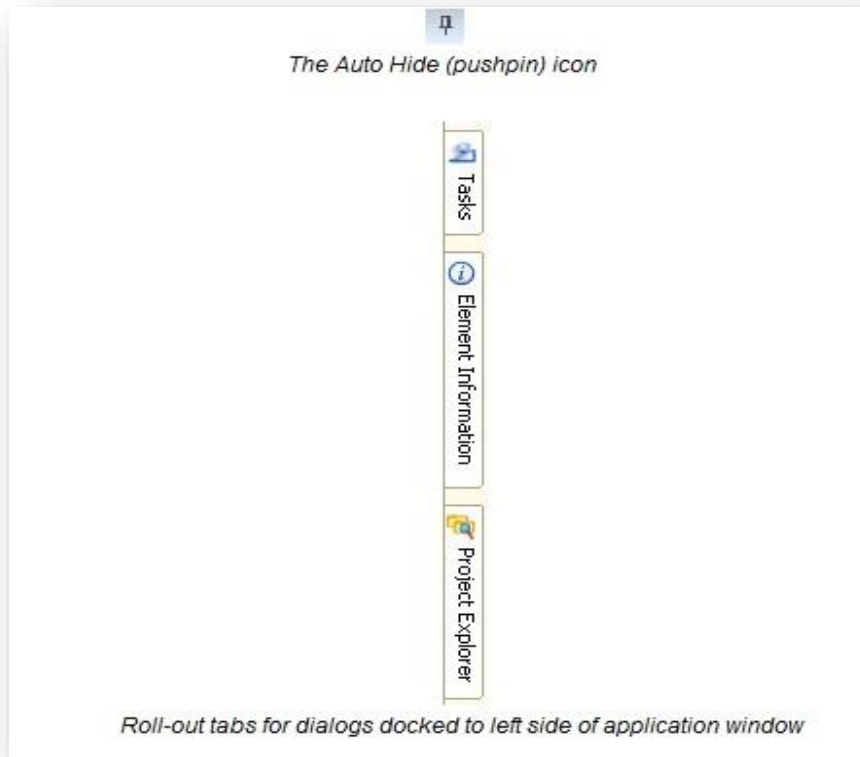 The Auto Hide (pushpin) icon
Tasks
Element Information
Project Explorer
Roll-out tabs for dialogs docked to left side of application window